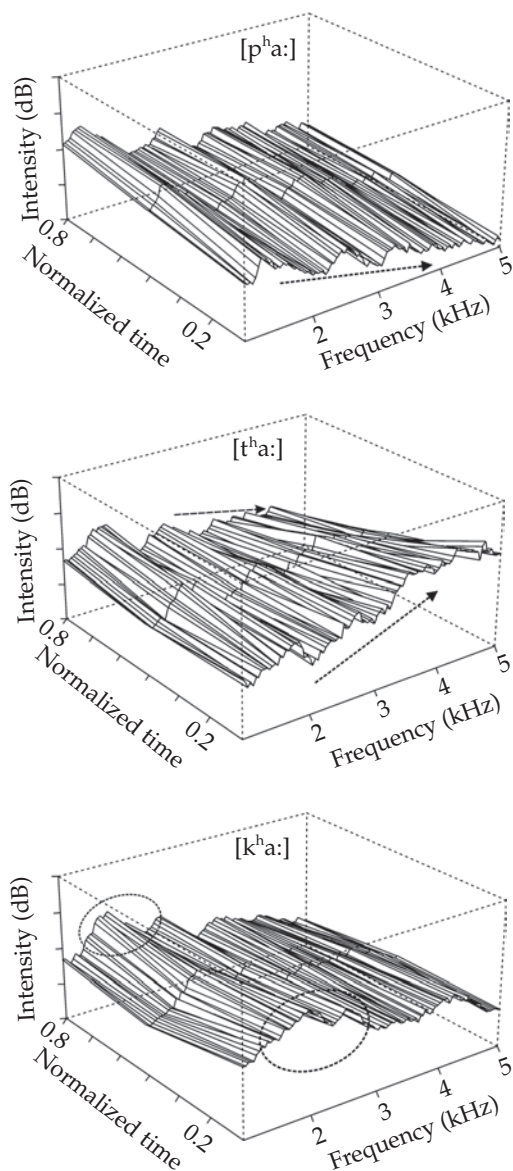 [pʰa:]
Intensity (dB)
0.8
Normalized time
0.2
2
3
4
5
Frequency (kHz)
[tʰa:]
Intensity (dB)
0.8
Normalized time
0.2
2
3
4
5
Frequency (kHz)
[kʰa:]
Intensity (dB)
0.8
Normalized time
0.2
2
3
4
5
Frequency (kHz)